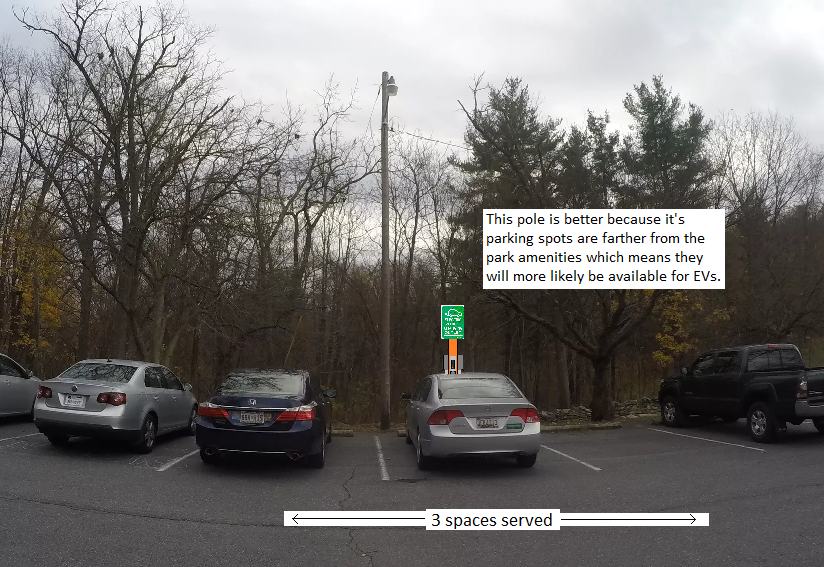 This pole is better because it's
parking spots are farther from the
park amenities which means they
will more likely be available for EVs.
3 spaces served